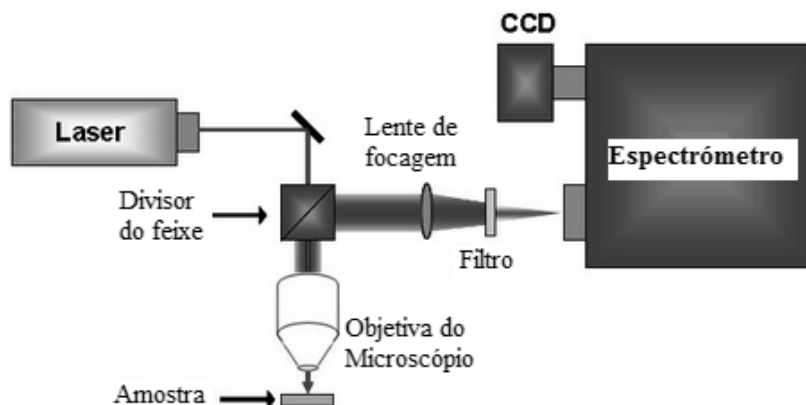 CCD
Laser
Lente de
focagem
Espectrómetro
Divisor
do feixe
Filtro
Objetiva do
Microscópio
Amostra